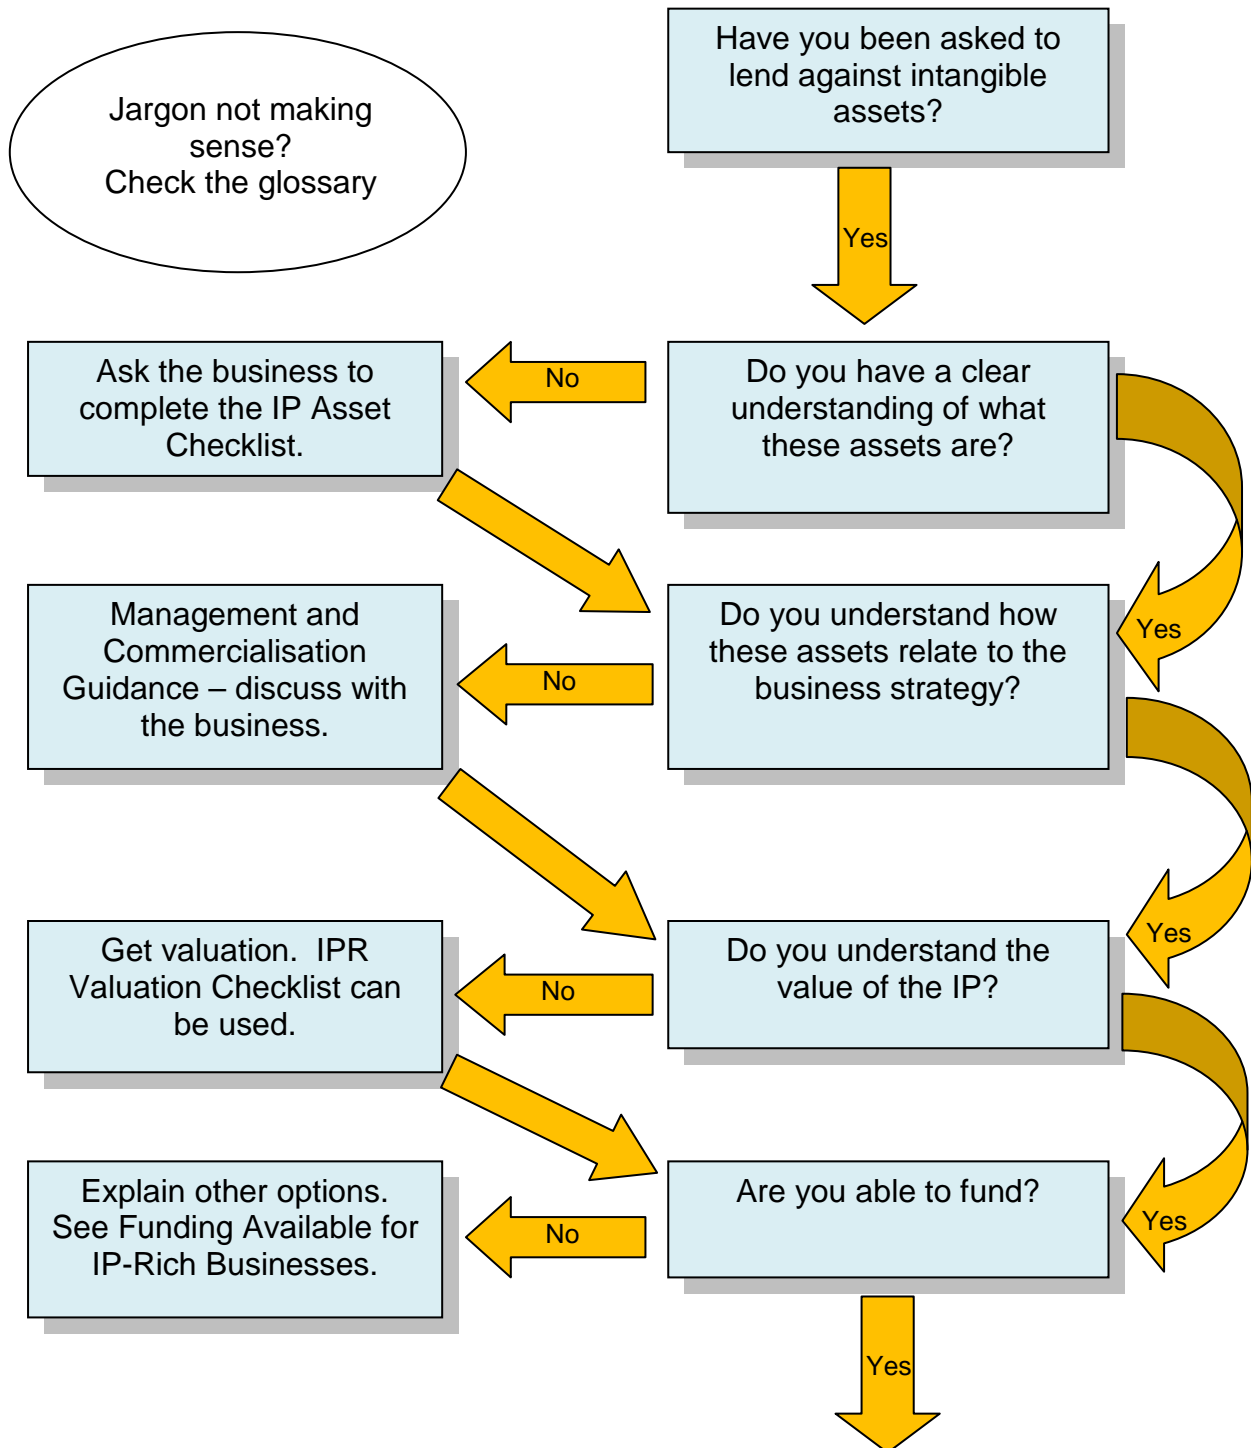 Jargon not making
sense?
Check the glossary
Have you been asked to
lend against intangible
assets?
Yes
Ask the business to
complete the IP Asset
Checklist.
No
Do you have a clear
understanding of what
these assets are?
Yes
Management and
Commercialisation
Guidance – discuss with
the business.
No
Do you understand how
these assets relate to the
business strategy?
Yes
Get valuation.  IPR
Valuation Checklist can
be used.
No
Do you understand the
value of the IP?
Yes
Explain other options.
See Funding Available for
IP-Rich Businesses.
No
Are you able to fund?
Yes